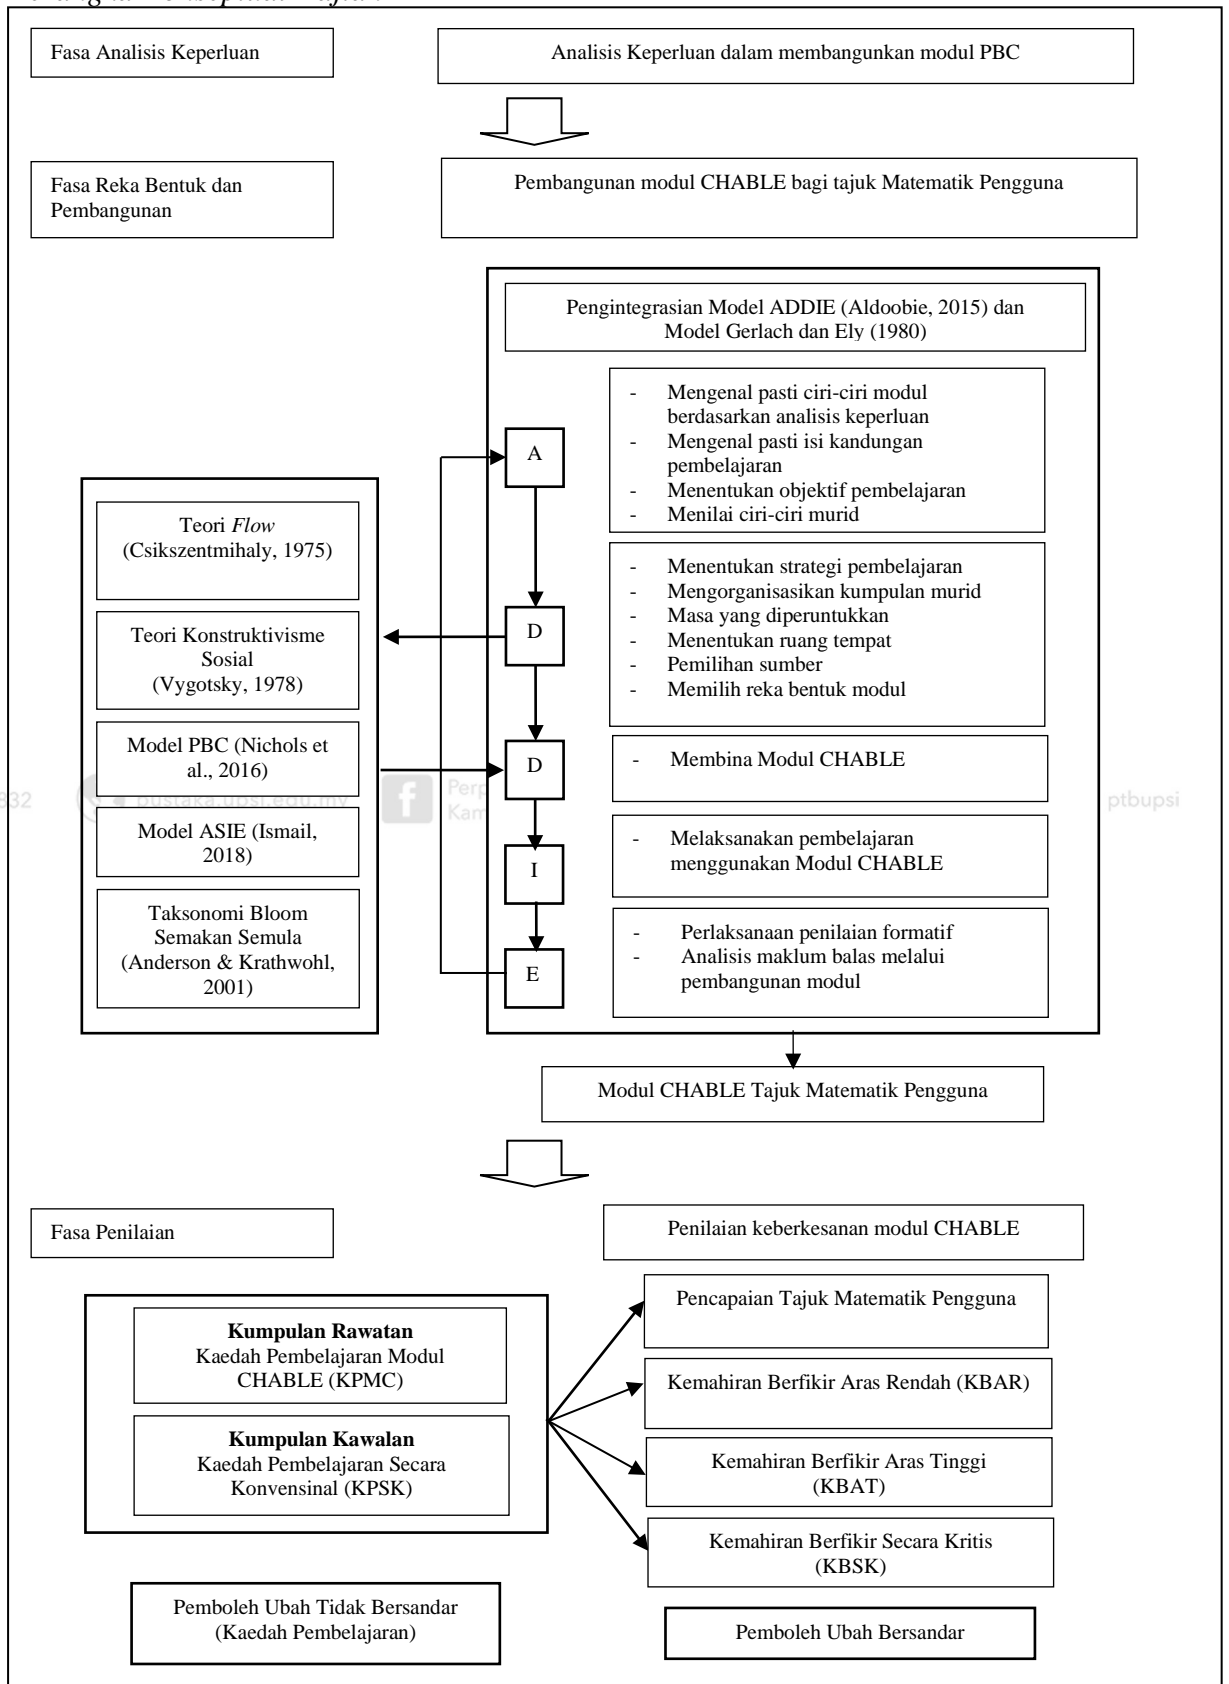 Fasa Analisis Keperluan
Analisis Keperluan dalam membangunkan modul PBC
Fasa Reka Bentuk dan
Pembangunan
Pembangunan modul CHABLE bagi tajuk Matematik Pengguna
Pengintegrasian Model ADDIE (Aldoobie, 2015) dan
Model Gerlach dan Ely (1980)
- Mengenal pasti ciri-ciri modul
berdasarkan analisis keperluan
- Mengenal pasti isi kandungan
pembelajaran
- Menentukan objektif pembelajaran
- Menilai ciri-ciri murid
A
Teori Flow
(Csikszentmihaly, 1975)
- Menentukan strategi pembelajaran
- Mengorganisasikan kumpulan murid
- Masa yang diperuntukkan
- Menentukan ruang tempat
- Pemilihan sumber
- Memilih reka bentuk modul
D
Teori Konstruktivisme
Sosial
(Vygotsky, 1978)
Model PBC (Nichols et
al., 2016)
D
- Membina Modul CHABLE
832
pustaka.upsi.edu.my
f
Perp
Kam
ptbupsi
Model ASIE (Ismail,
2018)
I
- Melaksanakan pembelajaran
menggunakan Modul CHABLE
Taksonomi Bloom
Semakan Semula
(Anderson & Krathwohl,
2001)
E
- Perlaksanaan penilaian formatif
- Analisis maklum balas melalui
pembangunan modul
Modul CHABLE Tajuk Matematik Pengguna
Fasa Penilaian
Penilaian keberkesanan modul CHABLE
Kumpulan Rawatan
Kaedah Pembelajaran Modul
CHABLE (KPMC)
Kumpulan Kawalan
Kaedah Pembelajaran Secara
Konvensinal (KPSK)
Pencapaian Tajuk Matematik Pengguna
Kemahiran Berfikir Aras Rendah (KBAR)
Kemahiran Berfikir Aras Tinggi
(KBAT)
Kemahiran Berfikir Secara Kritis
(KBSK)
Pemboleh Ubah Tidak Bersandar
(Kaedah Pembelajaran)
Pemboleh Ubah Bersandar